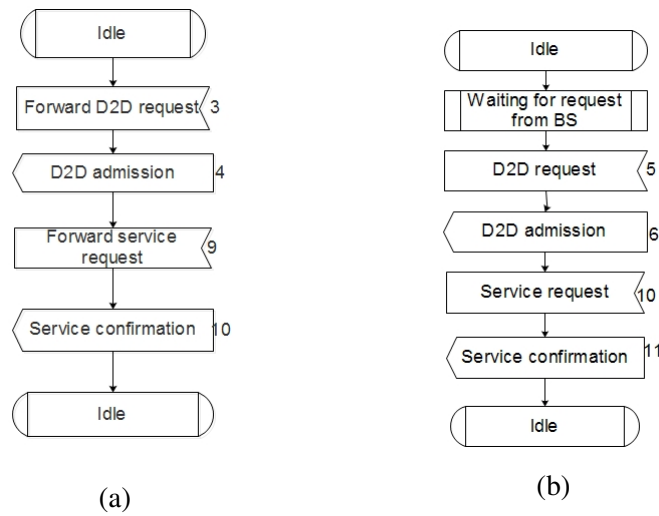 Idle
Forward D2D request 3
D2D admission 4
Forward service
request 9
Service confirmation 10
Idle
(a)
Idle
Waiting for request
from BS
D2D request 5
D2D admission 6
Service request 10
Service confirmation 11
Idle
(b)